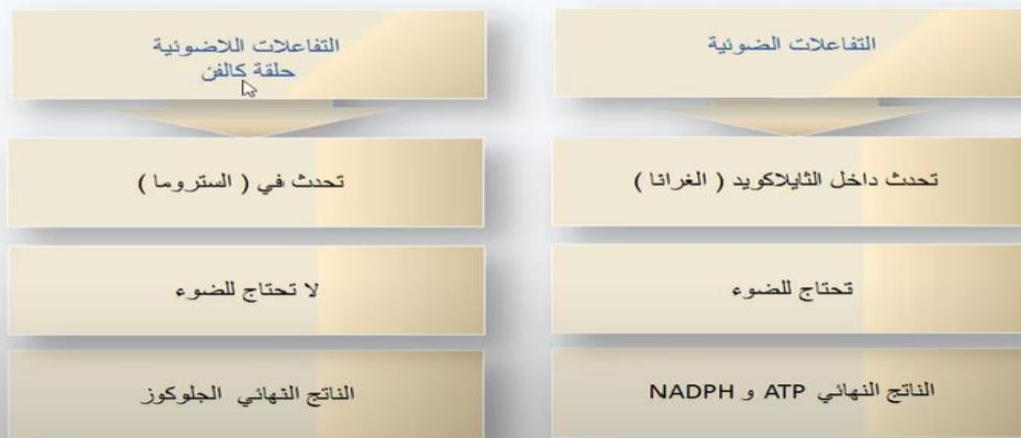 التفاعلات الضوئية
تحدث داخل الثايلاكويد ( الغرانا )
تحتاج للضوء
الناتج النهائي ATP و NADPH
التفاعلات اللاضوئية
حلقة كالفن
تحدث في ( الستروما )
لا تحتاج للضوء
الناتج النهائي الجلوكوز